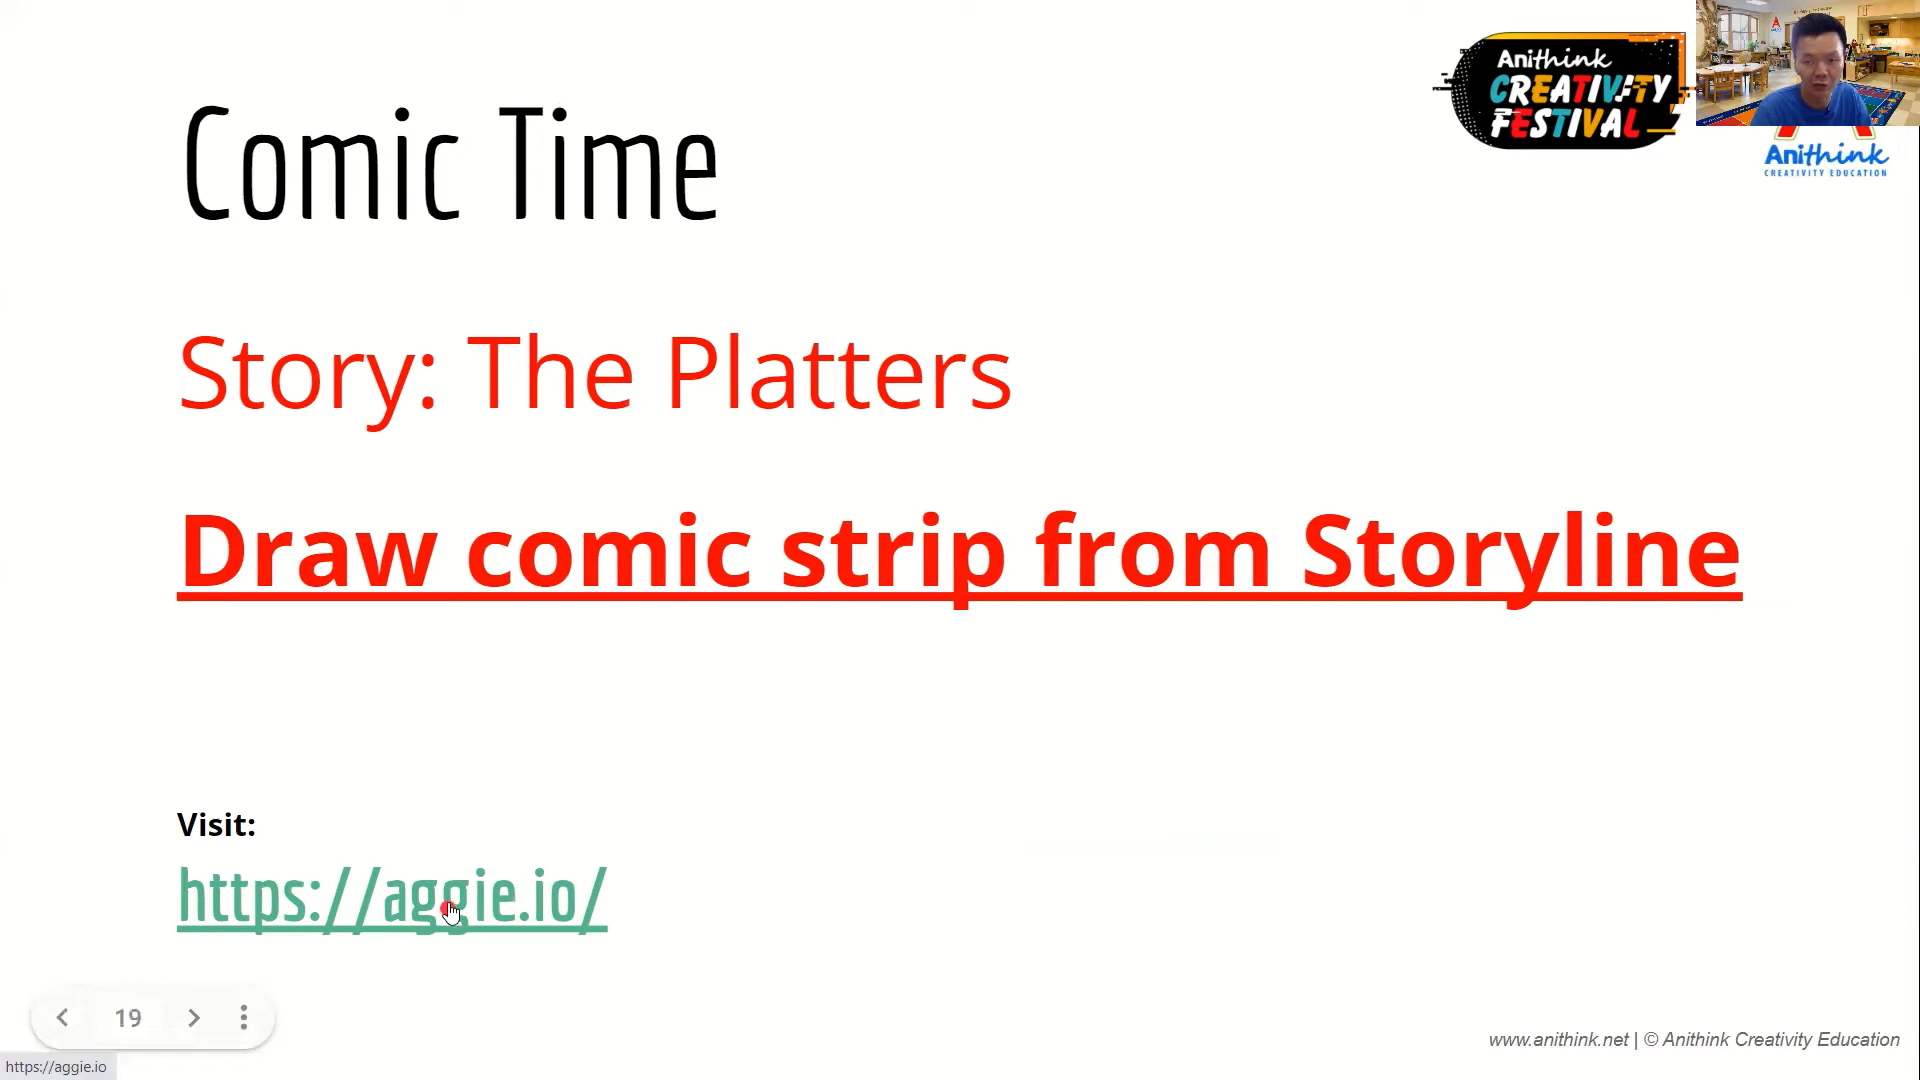 Comic Time
Anithink
CREATIVITY
FESTIVAL
Anithink
CREATIVITY EDUCATION
Story: The Platters
Draw comic strip from Storyline
Visit:
https://aggie.io/
19
www.anithink.net | © Anithink Creativity Education
https://aggie.io